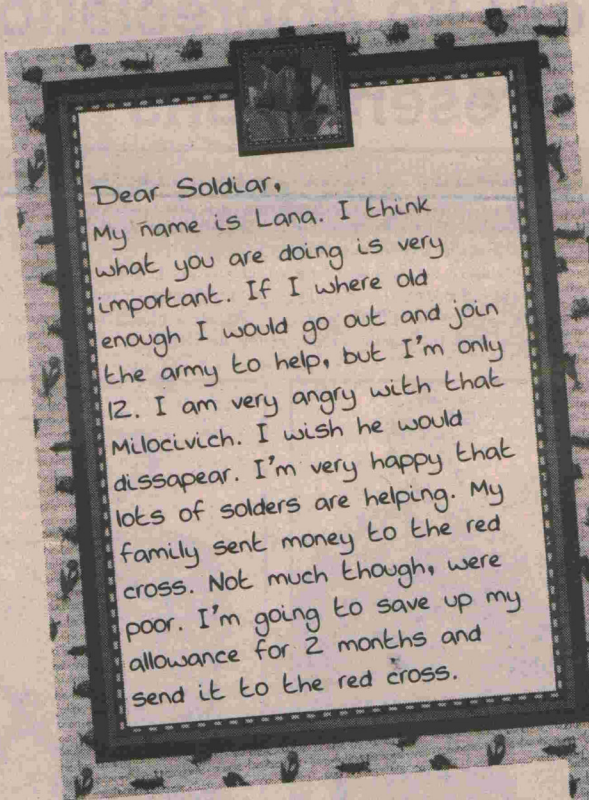 Dear Soldiar,
My name is Lana. I think
what you are doing is very
important. If I where old
enough I would go out and join
the army to help, but I'm only
12. I am very angry with that
Milocivich. I wish he would
dissapear. I'm very happy that
lots of solders are helping. My
family sent money to the red
cross. Not much though, were
poor. I'm going to save up my
allowance for 2 months and
send it to the red cross.